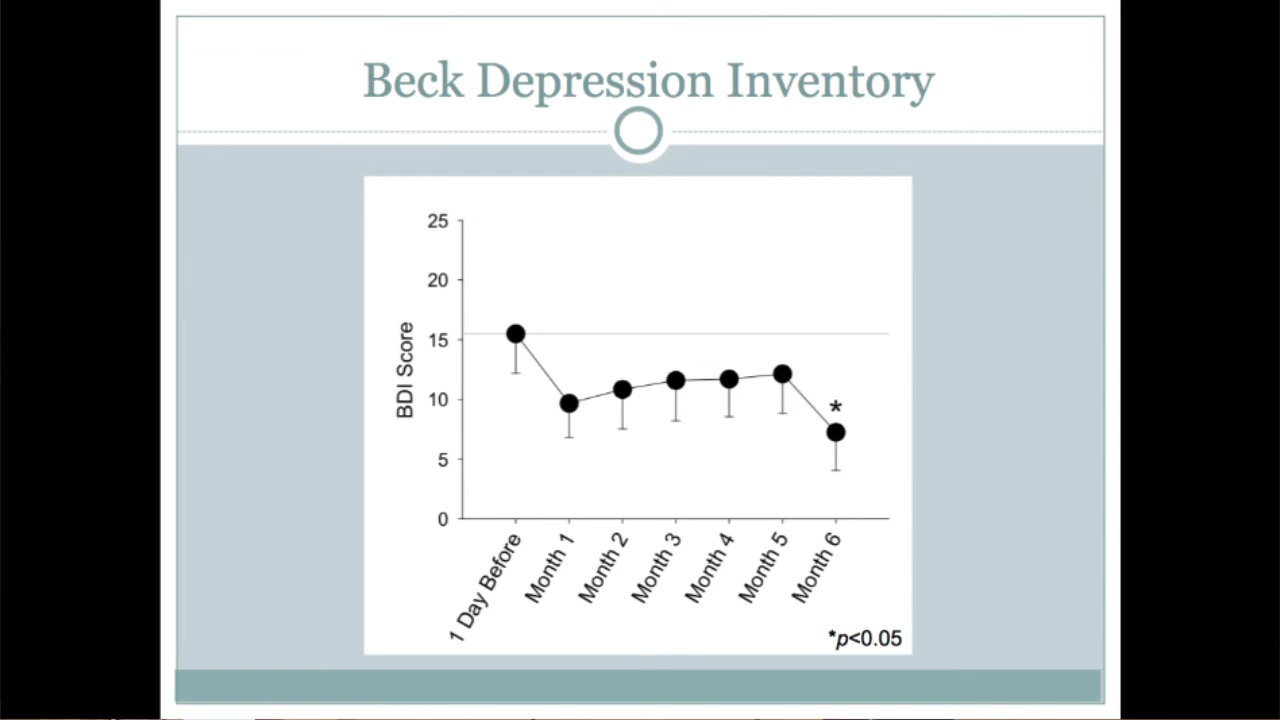 Beck Depression Inventory
25
20
15
10
5
0
BDI Score
1 Day Before
Month 1
Month 2
Month 3
Month 4
Month 5
Month 6
*
*p<0.05